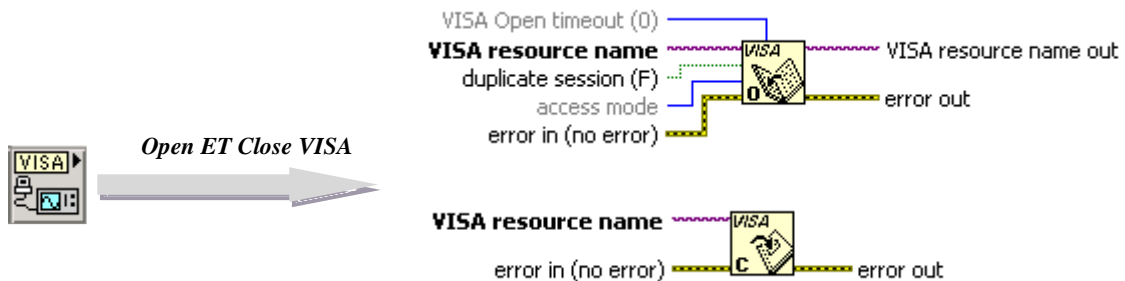 VISA
Open ET Close VISA
VISA Open timeout (0)
VISA resource name
duplicate session (F)
access mode
error in (no error)
VISA
O
VISA resource name out
error out
VISA resource name
error in (no error)
VISA
C
error out